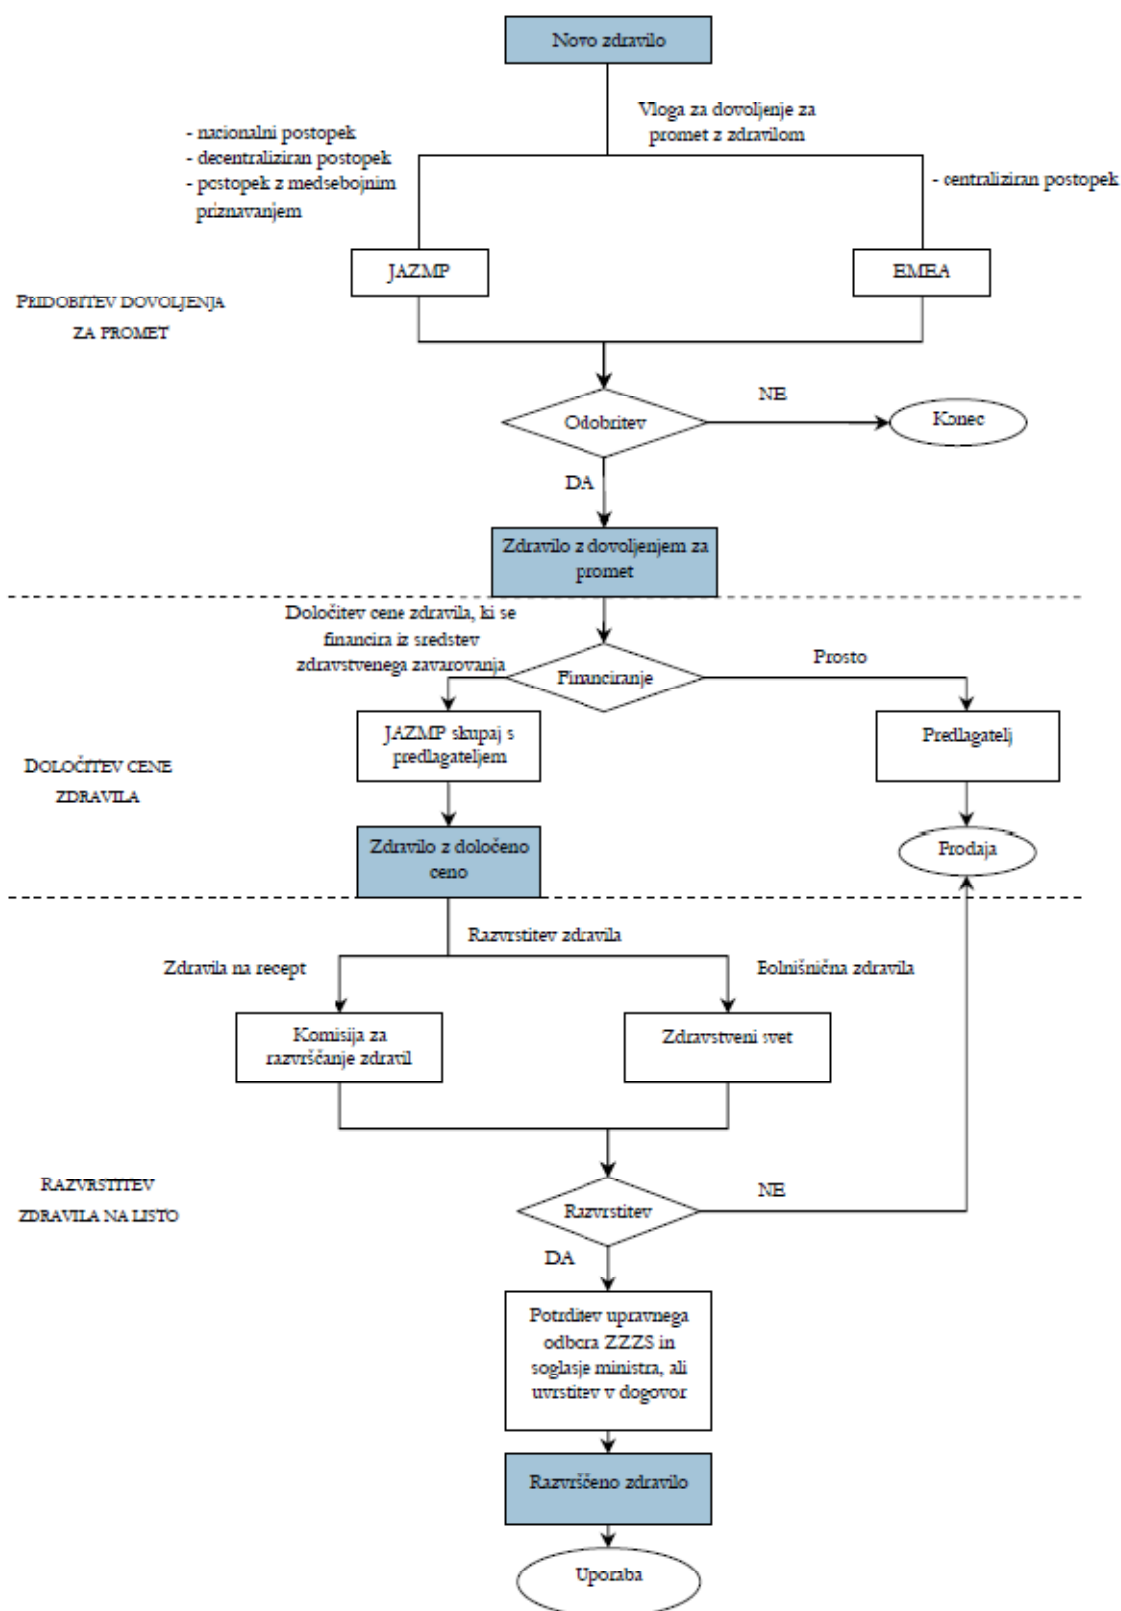 Novo zdravilo
Vloga za dovoljenje za
promet z zdravilom
- nacionalni postopek
- decentraliziran postopek
- postopek z medsebojnim
priznavanjem
- centraliziran postopek
JAZMP
EMEA
PRIDOBITEV DOVOLJENJA
ZA PROMET
Odobritev
NE
Konec
DA
Zdravilo z dovoljenjem za
promet
Določitev cene zdravila, ki se
financira iz sredstev
zdravstvenega zavarovanja
Financiranje
Prosto
JAZMP skupaj s
predlagateljem
Predlagatelj
DOLOČITEV CENE
ZDRAVILA
Zdravilo z določeno
ceno
Prodaja
Razvrstitev zdravila
Zdravila na recept
Bolnišnična zdravila
Komisija za
razvrščanje zdravil
Zdravstveni svet
RAZVRSTITEV
ZDRAVILA NA LISTO
Razvrstitev
NE
DA
Potrditev upravnega
odbora ZZZS in
soglasje ministra, ali
uvrstitev v dogovor
Razvrščeno zdravilo
Uporaba